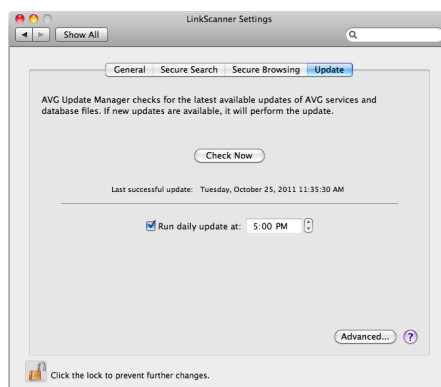 LinkScanner Settings
Show All
General Secure Search Secure Browsing Update
AVG Update Manager checks for the latest available updates of AVG services and
database files. If new updates are available, it will perform the update.
Check Now
Last successful update: Tuesday, October 25, 2011 11:35:30 AM
Run daily update at: 5:00 PM
Advanced... ?
Click the lock to prevent further changes.